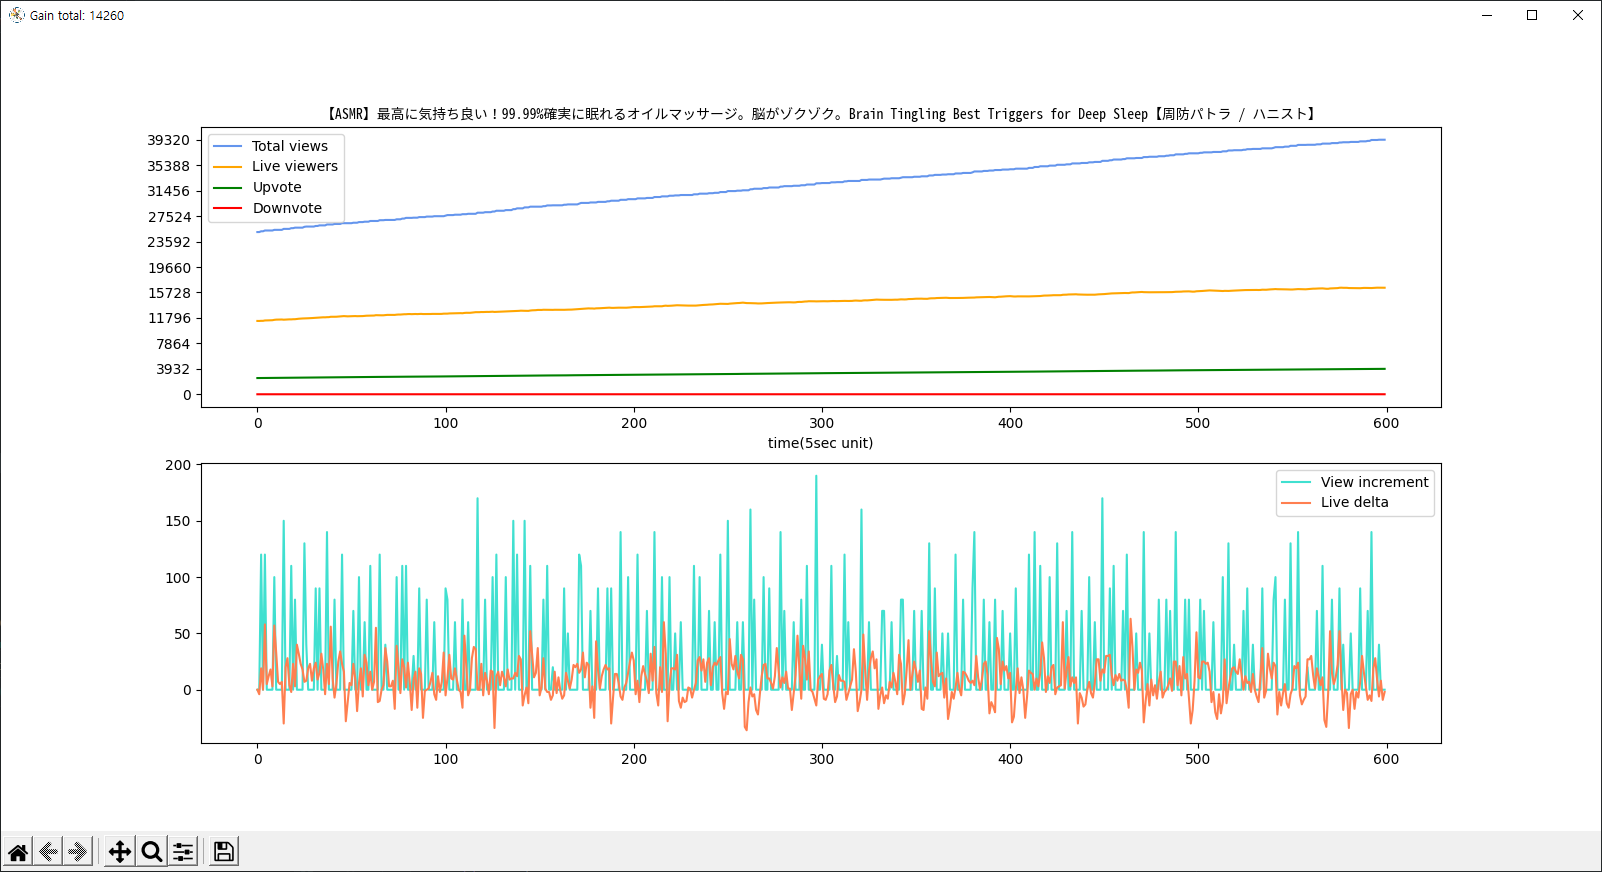 Gain total: 14260
【ASMR】最高に気持ち良い！99.99%確実に眠れるオイルマッサージ。脳がゾクゾク。Brain Tingling Best Triggers for Deep Sleep【周防パトラ / ハニスト】
Total views
Live viewers
Upvote
Downvote
39320
35388
31456
27524
23592
19660
15728
11796
7864
3932
0
0 100 200 300 400 500 600
time(5sec unit)
View increment
Live delta
200
150
100
50
0
0 100 200 300 400 500 600